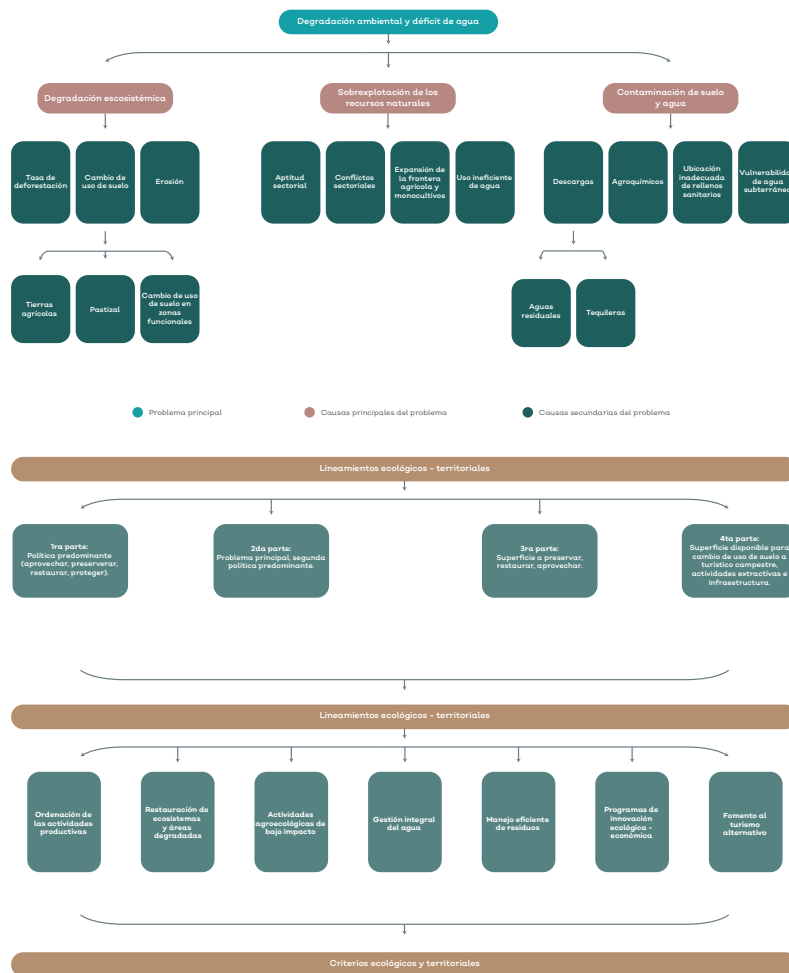 Degradación ambiental y déficit de agua
Degradación escosistémica
Sobrexplotación de los
recursos naturales
Contaminación de suelo
y agua
Tasa de
deforestación
Cambio de
uso de suelo
Erosión
Aptitud
sectorial
Conflictos
sectoriales
Expansión de
la frontera
agrícola y
monocultivos
Uso ineficiente
de agua
Descargas
Agroquímicos
Ubicación
inadecuada
de rellenos
sanitarios
Vulnerabilid
de agua
subterráne
Tierras
agrícolas
Pastizal
Cambio de uso
de suelo en
zonas
funcionales
Aguas
residuales
Tequileras
Problema principal
Causas principales del problema
Causas secundarias del problema
Lineamientos ecológicos - territoriales
1ra parte:
Política predominante
(aprovechar, preserverar,
restaurar, proteger).
2da parte:
Problema principal, segunda
política predominante.
3ra parte:
Superficie a preservar,
restaurar, aprovechar.
4ta parte:
Superficie disponible para
cambio de uso de suelo a
turístico campestre,
actividades extractivas e
infraestructura.
Lineamientos ecológicos - territoriales
Ordenación de
las actividades
productivas
Restauración de
ecosistemas
y áreas
degradadas
Actividades
agroecológicas de
bajo impacto
Gestión integral
del agua
Manejo eficiente
de residuos
Programas de
innovación
ecológica -
económica
Fomento al
turismo
alternativo
Criterios ecológicos y territoriales